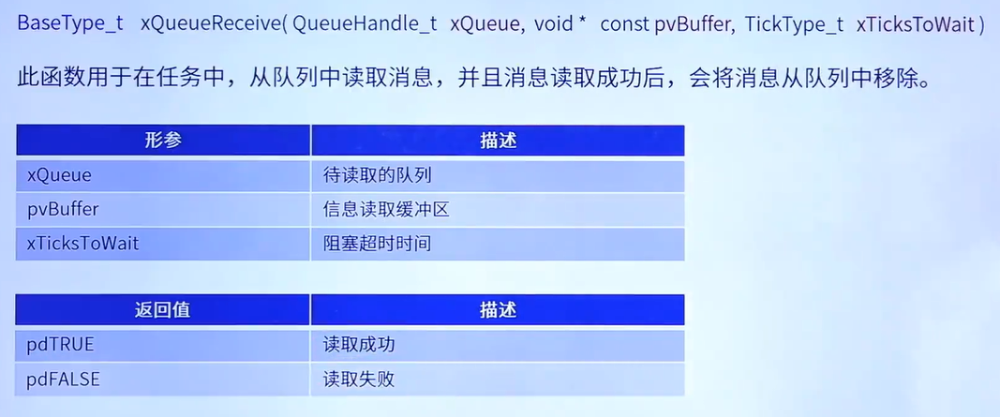 BaseType_t xQueueReceive( QueueHandle_t xQueue, void * const pvBuffer, TickType_t xTicksToWait )
此函数用于在任务中，从队列中读取消息，并且消息读取成功后，会将消息从队列中移除。
形参 描述
xQueue 待读取的队列
pvBuffer 信息读取缓冲区
xTicksToWait 阻塞超时时间
返回值 描述
pdTRUE 读取成功
pdFALSE 读取失败